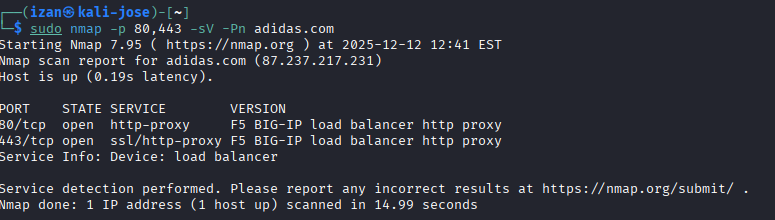 ┌──(izan㉿kali-jose)-[~]
└─$ sudo nmap -p 80,443 -sV -Pn adidas.com
Starting Nmap 7.95 ( https://nmap.org ) at 2025-12-12 12:41 EST
Nmap scan report for adidas.com (87.237.217.231)
Host is up (0.19s latency).
PORT    STATE SERVICE        VERSION
80/tcp  open  http-proxy     F5 BIG-IP load balancer http proxy
443/tcp open  ssl/http-proxy F5 BIG-IP load balancer http proxy
Service Info: Device: load balancer
Service detection performed. Please report any incorrect results at https://nmap.org/submit/ .
Nmap done: 1 IP address (1 host up) scanned in 14.99 seconds